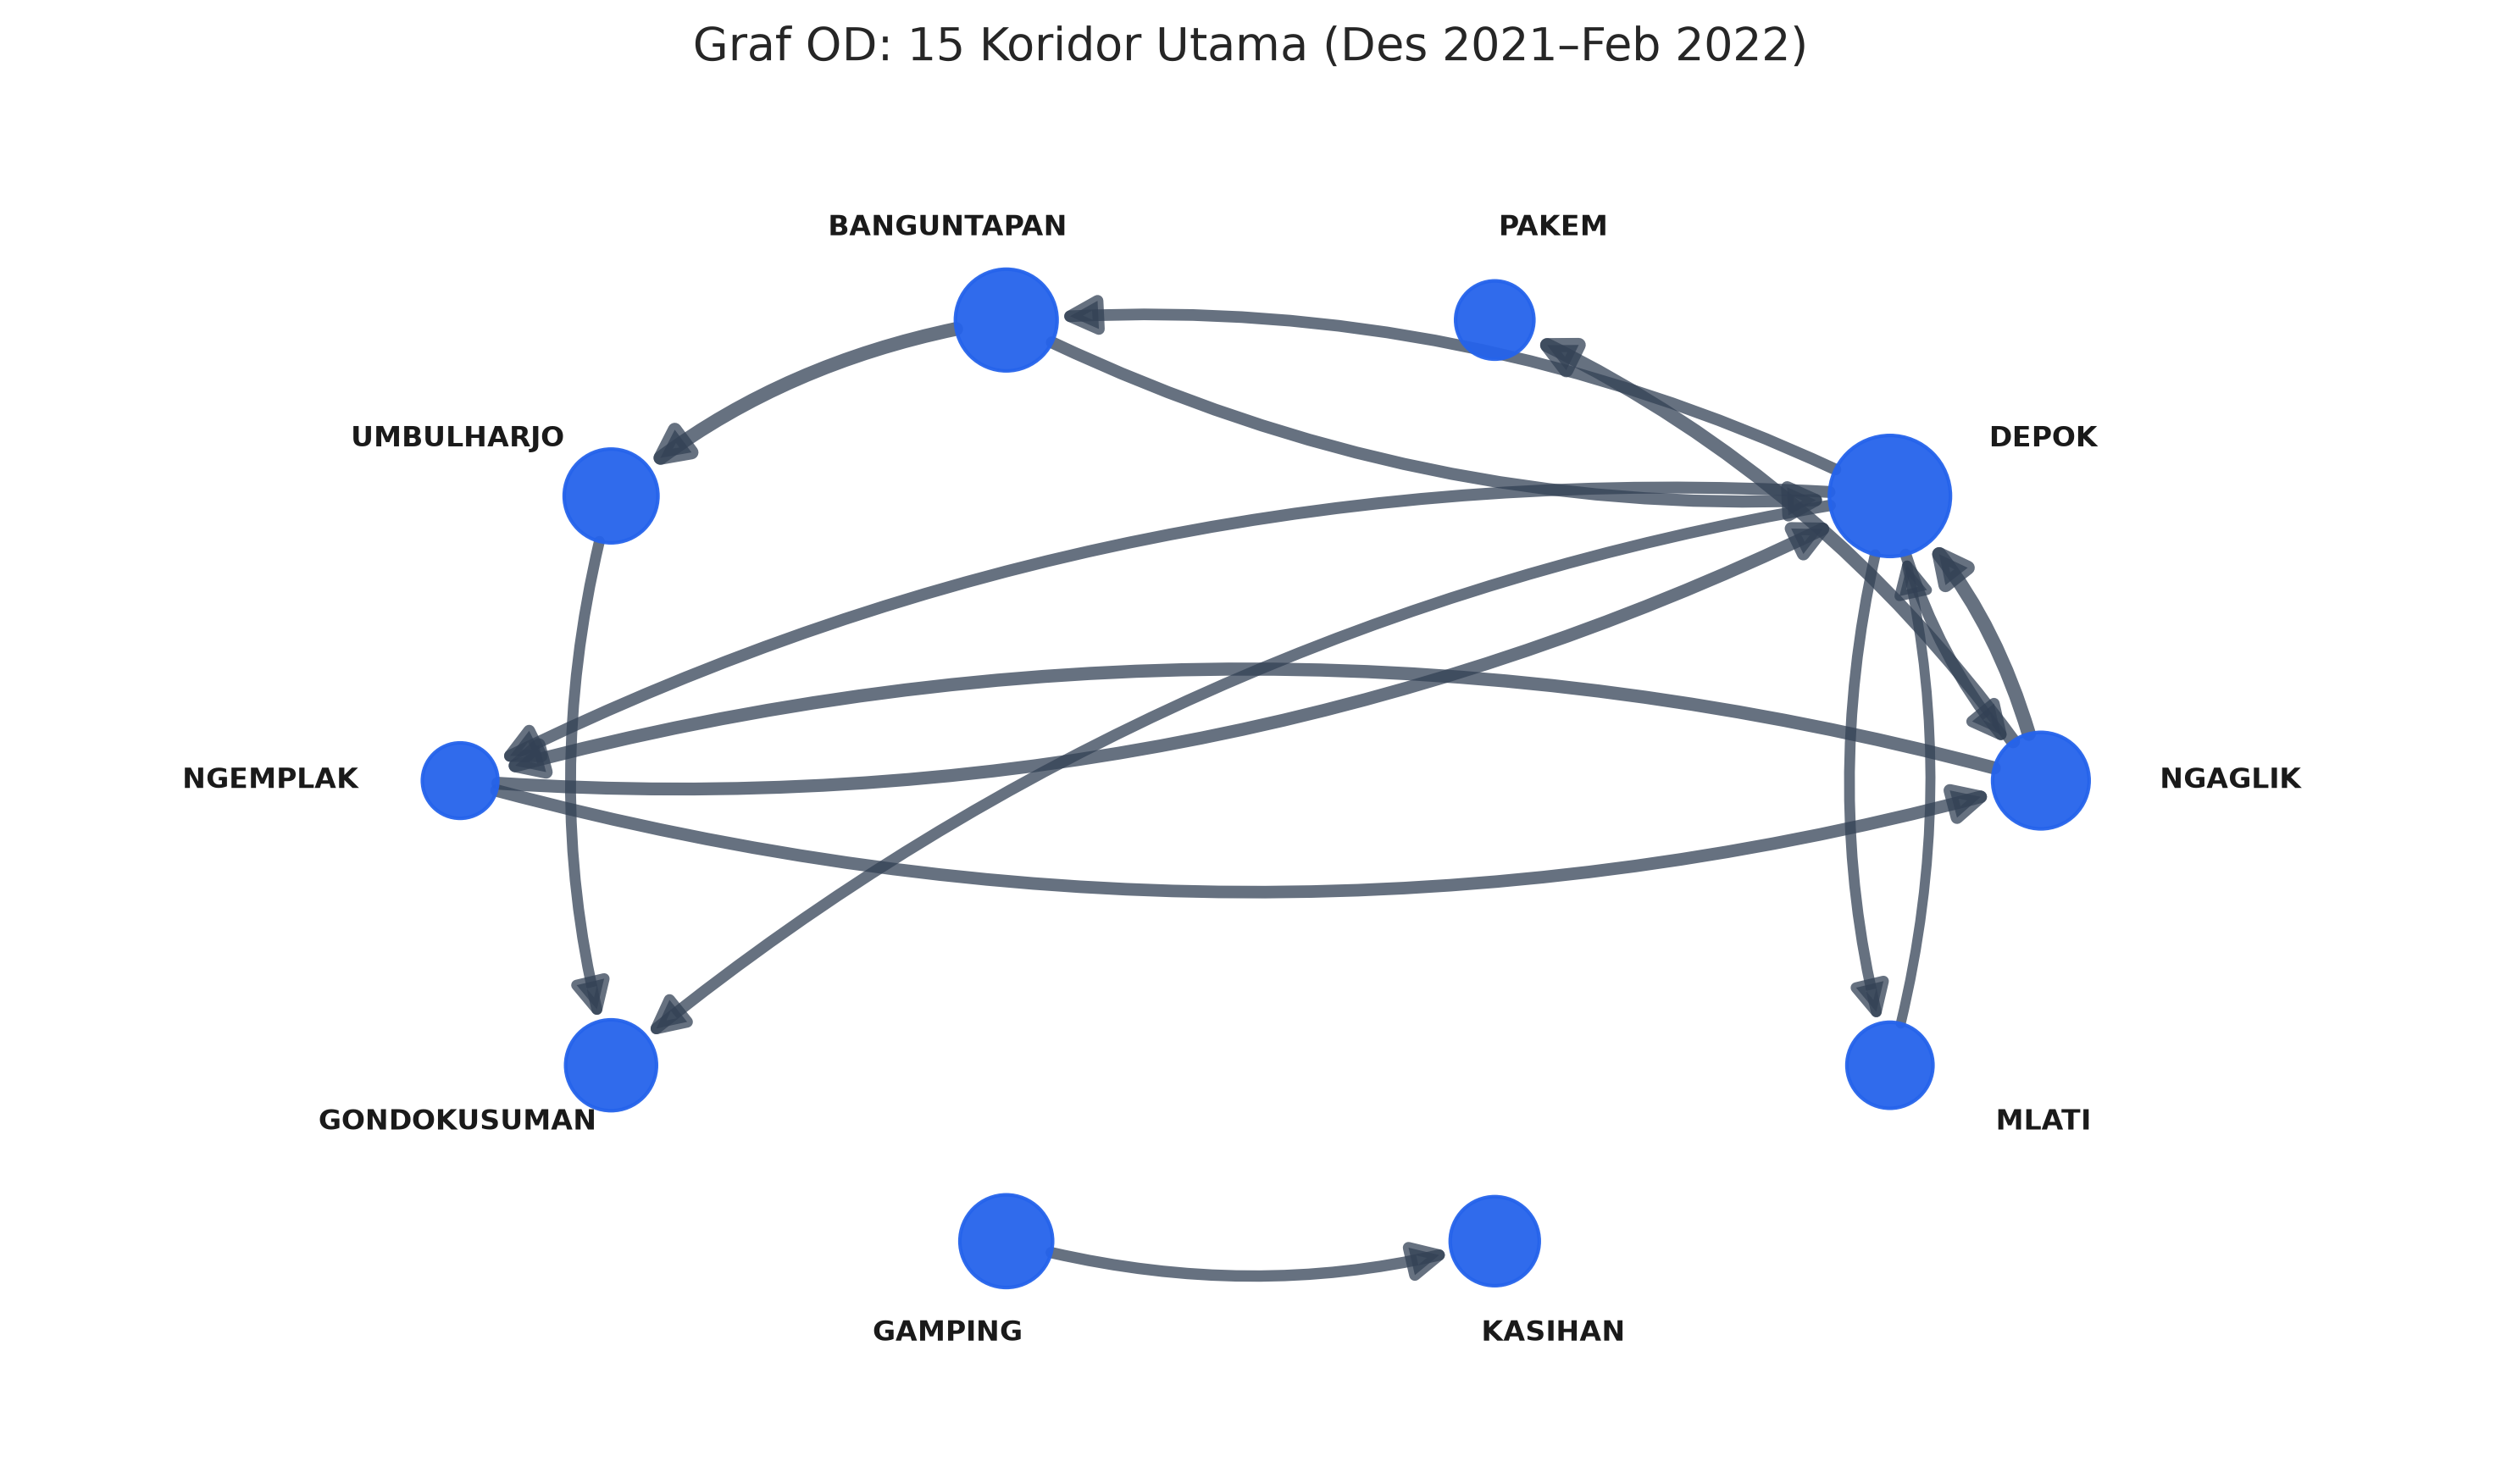 Graf OD: 15 Koridor Utama (Des 2021–Feb 2022)
BANGUNTAPAN
PAKEM
UMBULHARJO
DEPOK
NGEMPLAK
NGAGLIK
GONDOKUSUMAN
MLATI
GAMPING
KASIHAN